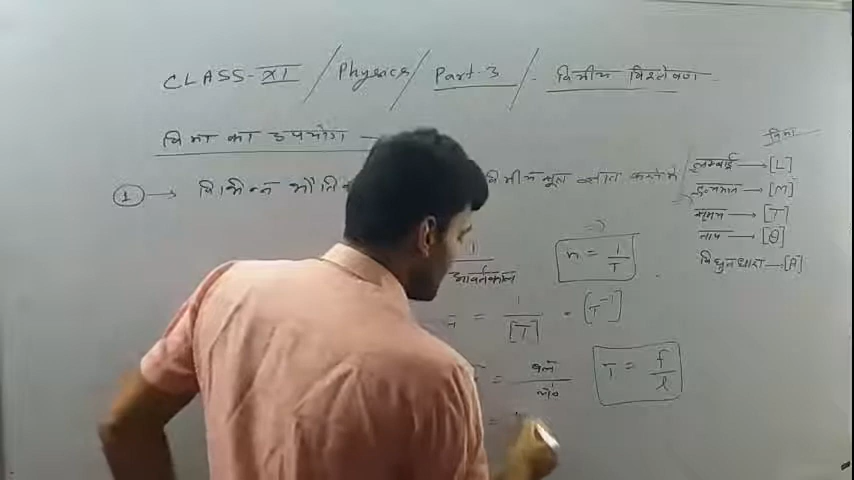 CLASS-XI / Physics / Part-3 / - विमीय विश्लेषण
विमा का उपयोग —
① → विभिन्न भौति विमीय सूत्र ज्ञात करने में
1
आवर्तकाल
n = 1/T
= 1/[T] = [T⁻¹]
= बल
T = f/l
=
विमा
लम्बाई → [L]
द्रव्यमान → [M]
समय → [T]
ताप → [θ]
विद्युतधारा → [A]